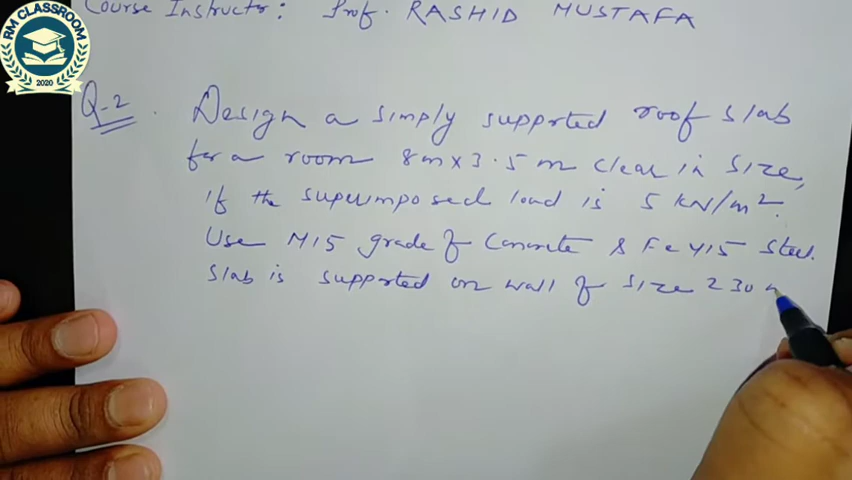 Course Instructor: Prof. RASHID MUSTAFA
RM CLASSROOM
2020
Q-2. Design a simply supported roof slab
for a room 8m x 3.5 m clear in size,
if the superimposed load is 5 kN/m².
Use M15 grade of Concrete & Fe 415 Steel.
Slab is supported on wall of size 230